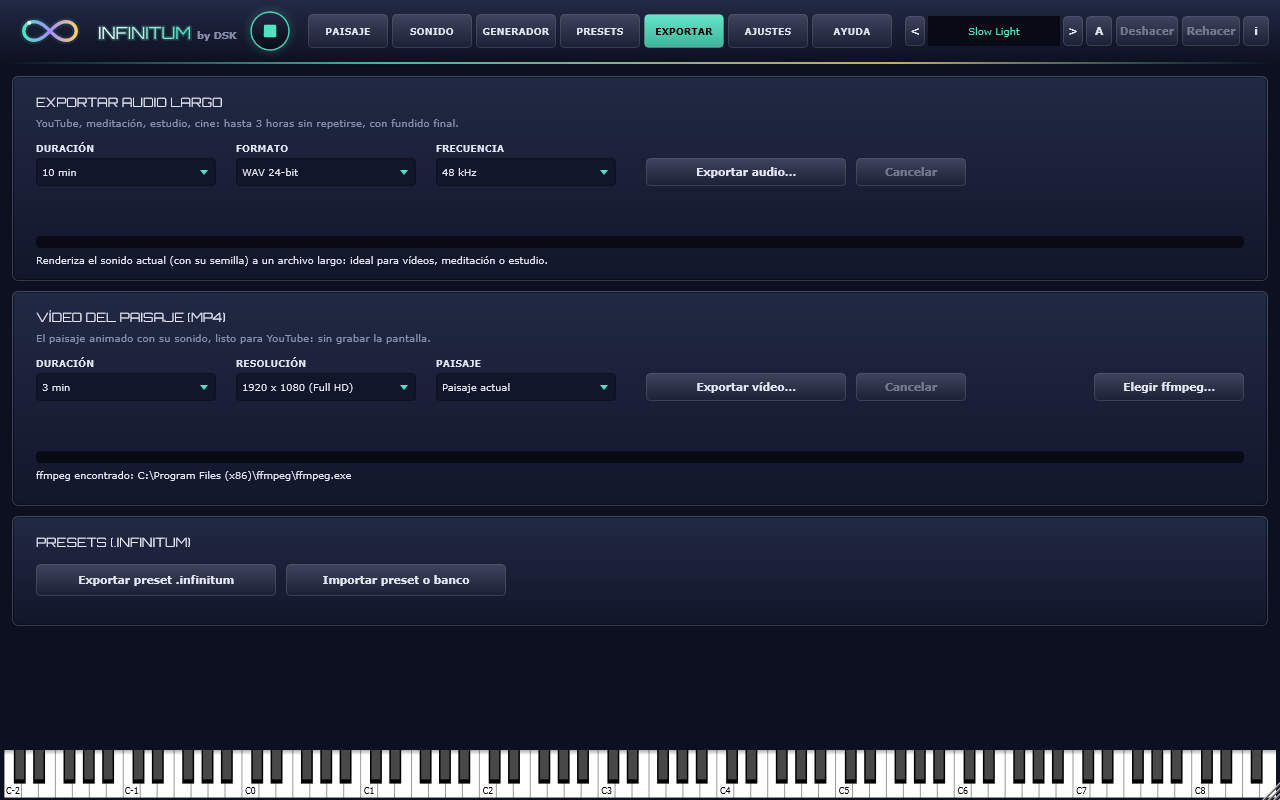 INFINITUM by DSK
PAISAJE SONIDO GENERADOR PRESETS EXPORTAR AJUSTES AYUDA < Slow Light > A Deshacer Rehacer i
EXPORTAR AUDIO LARGO
YouTube, meditación, estudio, cine: hasta 3 horas sin repetirse, con fundido final.
DURACIÓN FORMATO FRECUENCIA
10 min WAV 24-bit 48 kHz Exportar audio... Cancelar
Renderiza el sonido actual (con su semilla) a un archivo largo: ideal para vídeos, meditación o estudio.
VÍDEO DEL PAISAJE (MP4)
El paisaje animado con su sonido, listo para YouTube: sin grabar la pantalla.
DURACIÓN RESOLUCIÓN PAISAJE
3 min 1920 x 1080 (Full HD) Paisaje actual Exportar vídeo... Cancelar Elegir ffmpeg...
ffmpeg encontrado: C:\Program Files (x86)\ffmpeg\ffmpeg.exe
PRESETS (.INFINITUM)
Exportar preset .infinitum Importar preset o banco
C-2 C-1 C0 C1 C2 C3 C4 C5 C6 C7 C8